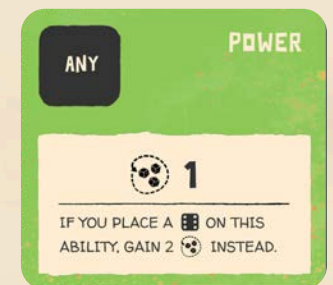 POWER
ANY
1
IF YOU PLACE A ON THIS
ABILITY, GAIN 2 INSTEAD.